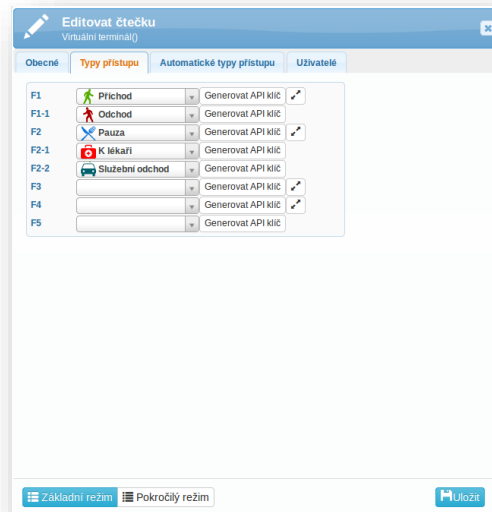 Editovat čtečku
Virtuální terminál()
Obecné Typy přístupu Automatické typy přístupu Uživatelé
F1 Příchod Generovat API klíč
F1-1 Odchod Generovat API klíč
F2 Pauza Generovat API klíč
F2-1 K lékaři Generovat API klíč
F2-2 Služební odchod Generovat API klíč
F3 Generovat API klíč
F4 Generovat API klíč
F5 Generovat API klíč
Základní režim Pokročilý režim Uložit